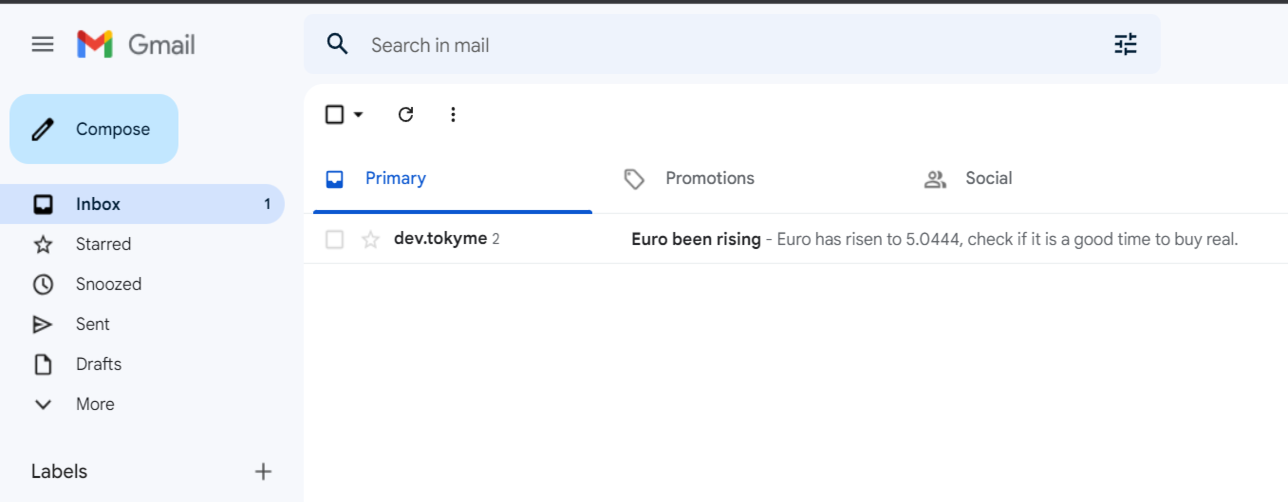 Gmail
Search in mail
Compose
Inbox 1
Starred
Snoozed
Sent
Drafts
More
Labels
Primary Promotions Social
dev.tokyme 2 Euro been rising - Euro has risen to 5.0444, check if it is a good time to buy real.